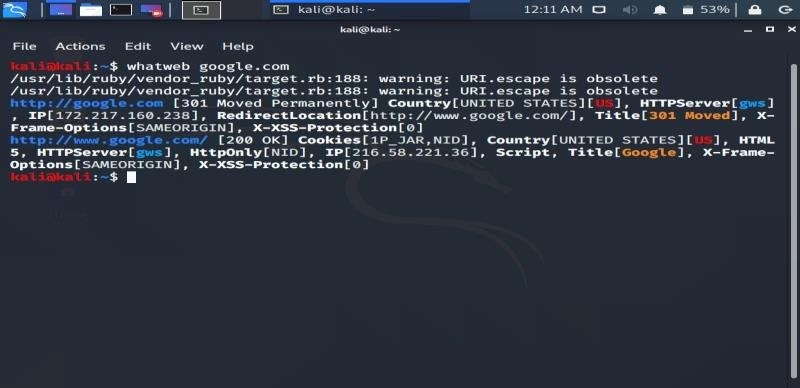 kali@kali: ~
12:11 AM
53%
kali@kali: ~
File Actions Edit View Help
kali@kali:~$ whatweb google.com
/usr/lib/ruby/vendor_ruby/target.rb:188: warning: URI.escape is obsolete
/usr/lib/ruby/vendor_ruby/target.rb:188: warning: URI.escape is obsolete
http://google.com [301 Moved Permanently] Country[UNITED STATES][US], HTTPServer[gws]
, IP[172.217.160.238], RedirectLocation[http://www.google.com/], Title[301 Moved], X-
Frame-Options[SAMEORIGIN], X-XSS-Protection[0]
http://www.google.com/ [200 OK] Cookies[1P_JAR,NID], Country[UNITED STATES][US], HTML
5, HTTPServer[gws], HttpOnly[NID], IP[216.58.221.36], Script, Title[Google], X-Frame-
Options[SAMEORIGIN], X-XSS-Protection[0]
kali@kali:~$